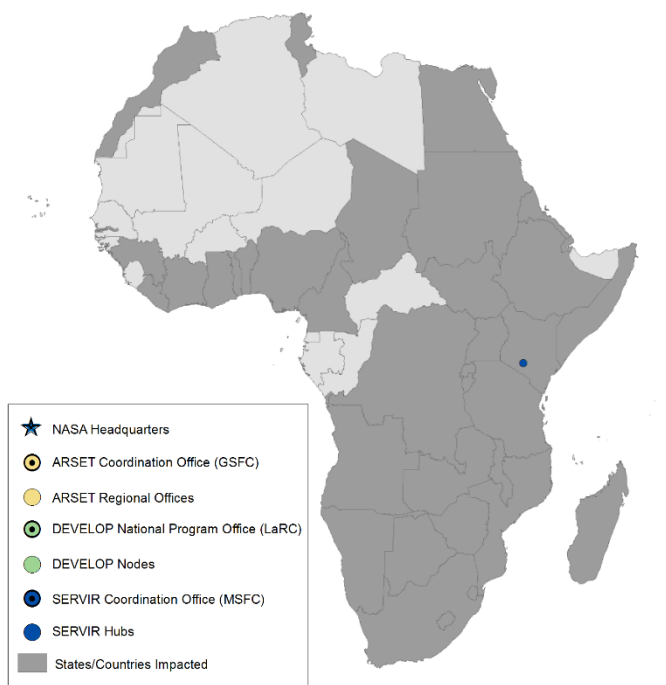 NASA Headquarters
ARSET Coordination Office (GSFC)
ARSET Regional Offices
DEVELOP National Program Office (LaRC)
DEVELOP Nodes
SERVIR Coordination Office (MSFC)
SERVIR Hubs
States/Countries Impacted